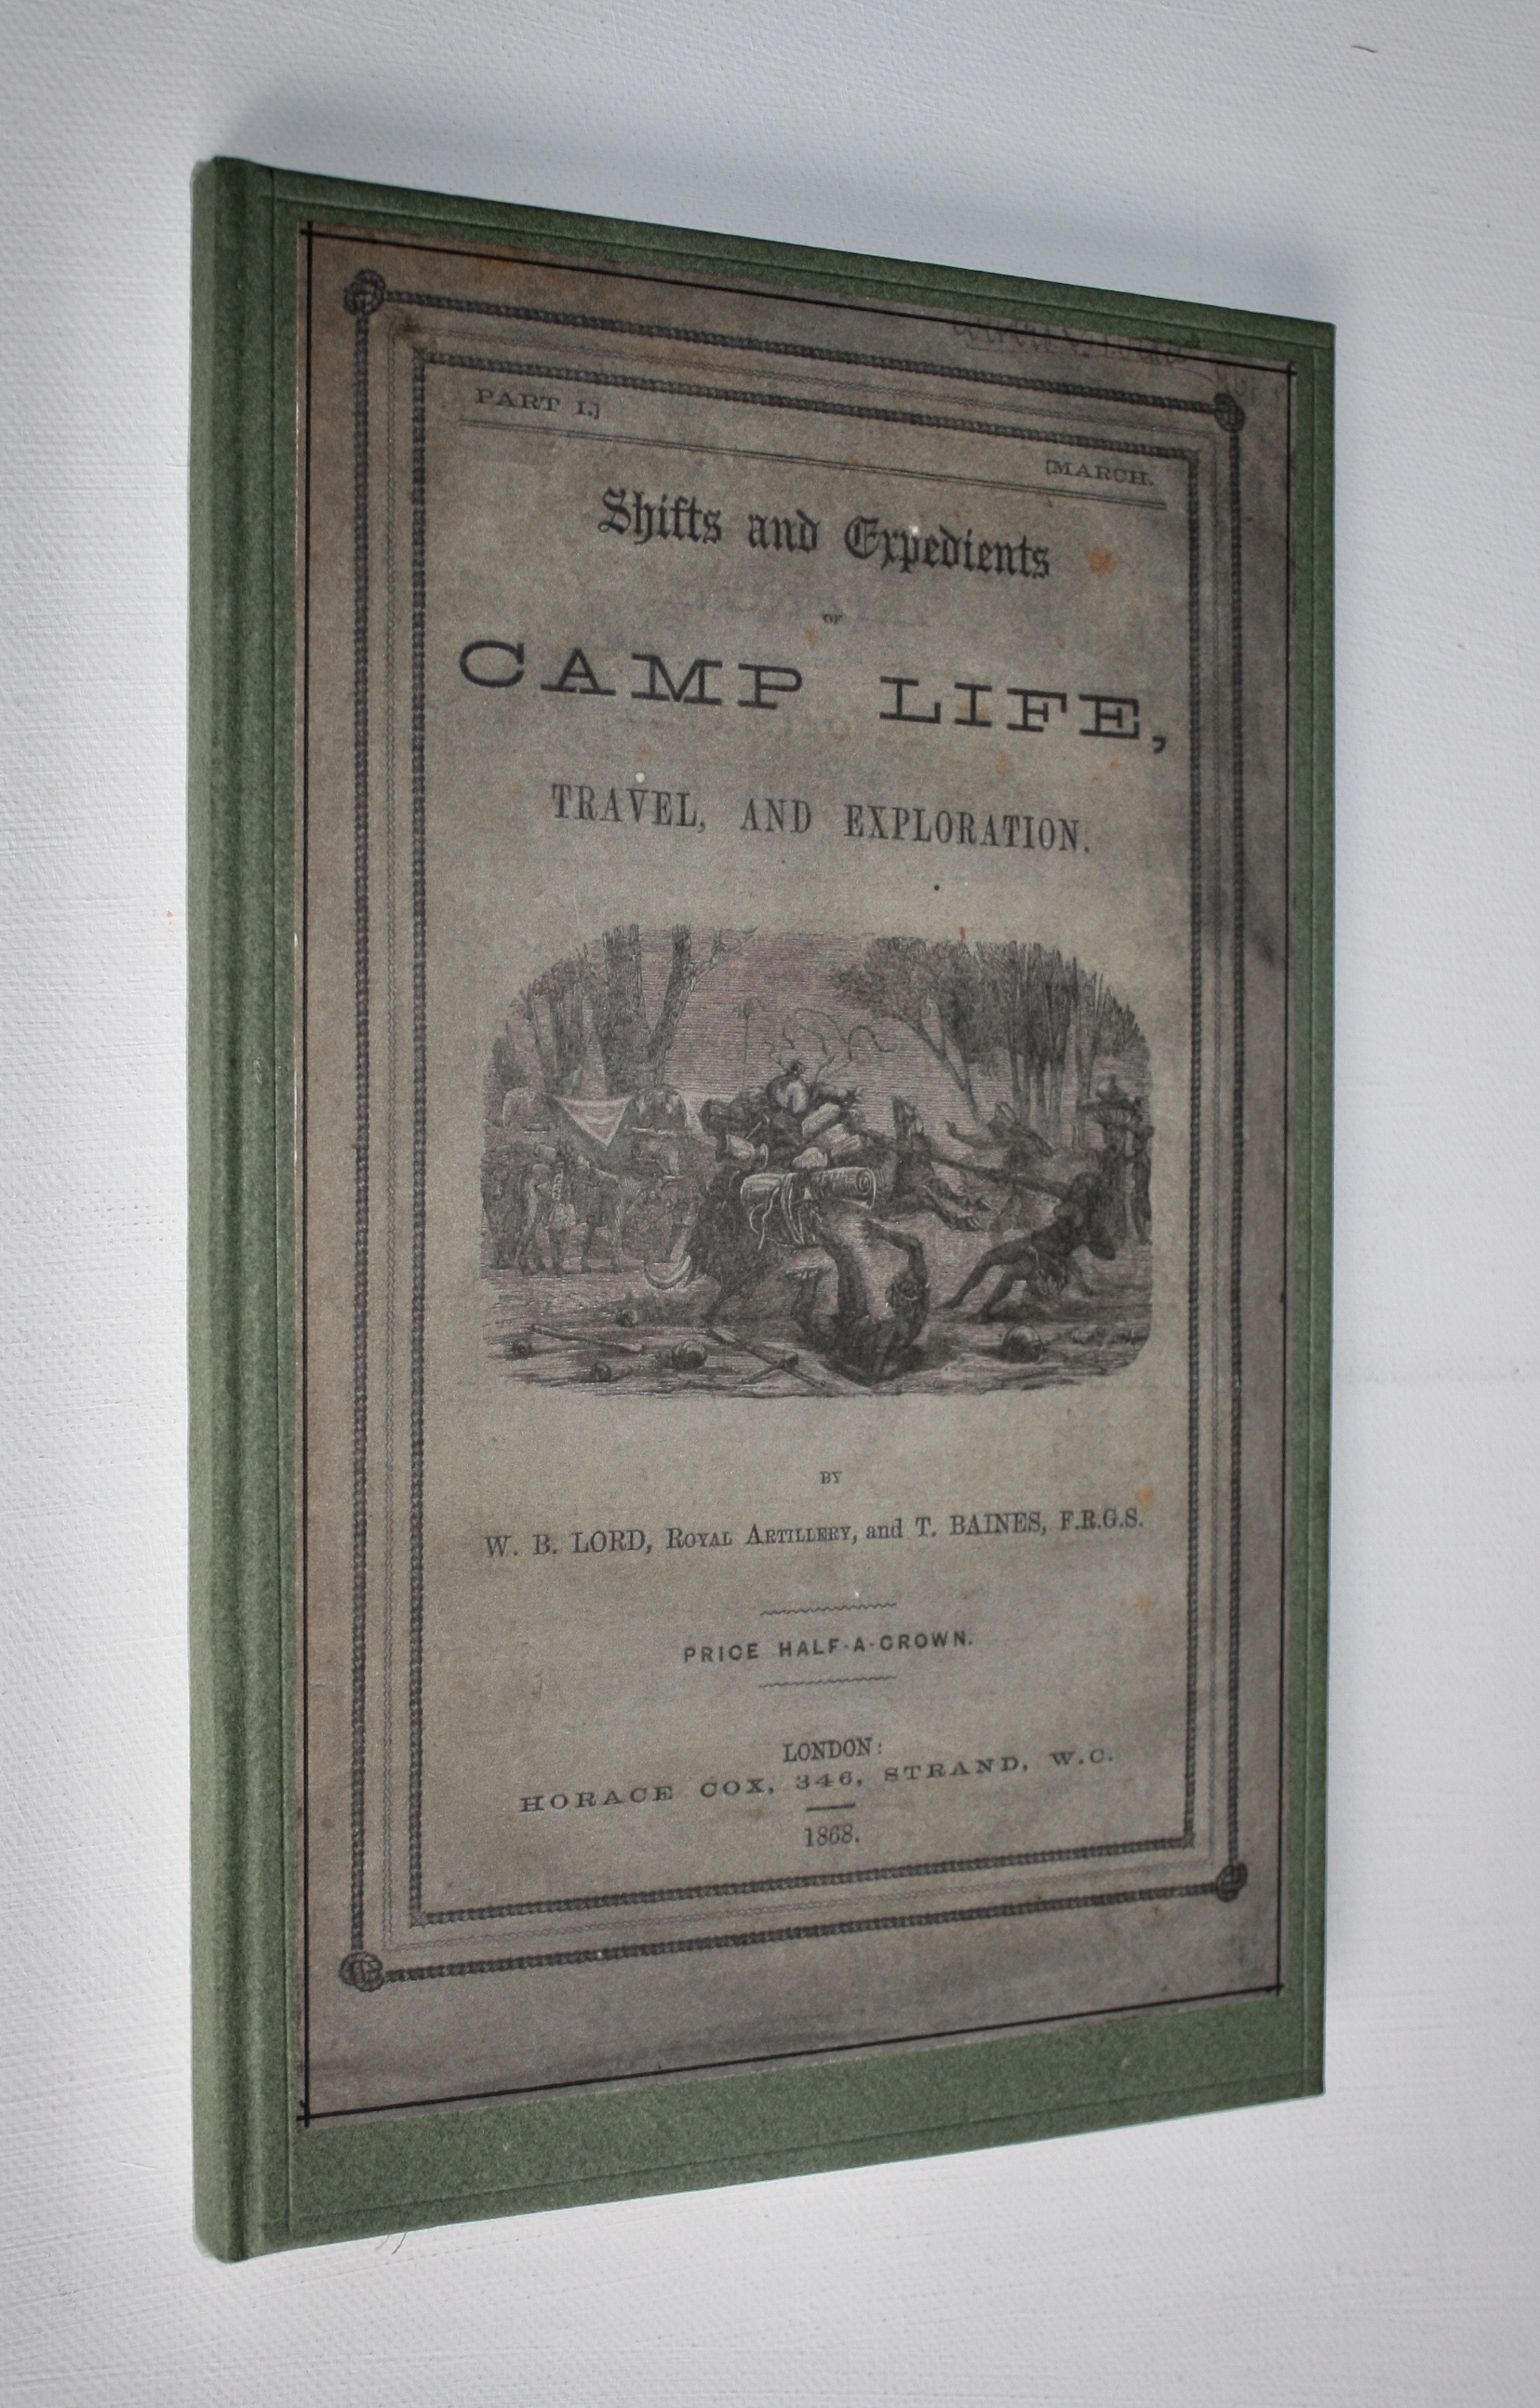 PART I.]
[MARCH.
Shifts and Expedients
OF
CAMP LIFE,
TRAVEL, AND EXPLORATION.
BY
W. B. LORD, ROYAL ARTILLERY, and T. BAINES, F.R.G.S.
PRICE HALF-A-CROWN.
LONDON:
HORACE COX, 346, STRAND, W.C.
1868.